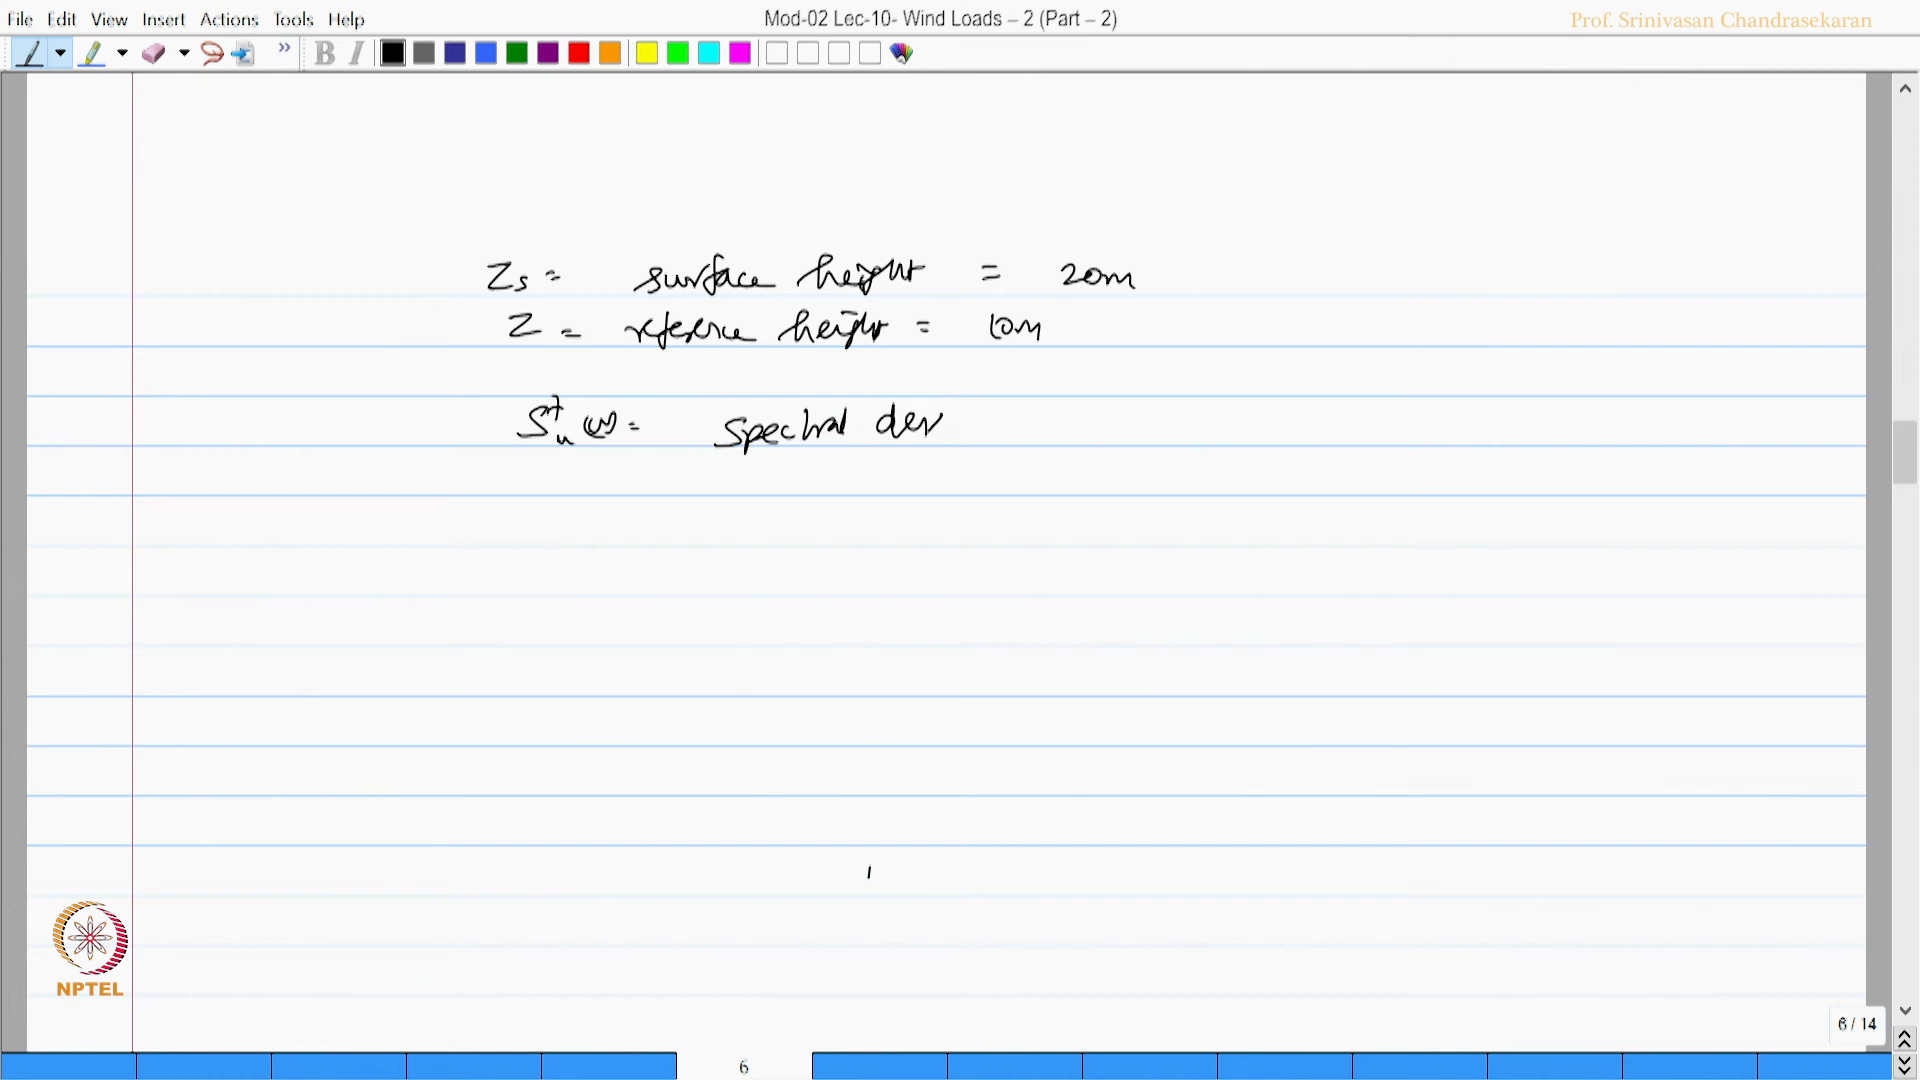 File Edit View Insert Actions Tools Help
Mod-02 Lec-10- Wind Loads – 2 (Part – 2)
Prof. Srinivasan Chandrasekaran
B I
Zs = surface height = 20m
Z = reference height = 10m
S⁺u(ω) = Spectral den
NPTEL
6 / 14
6